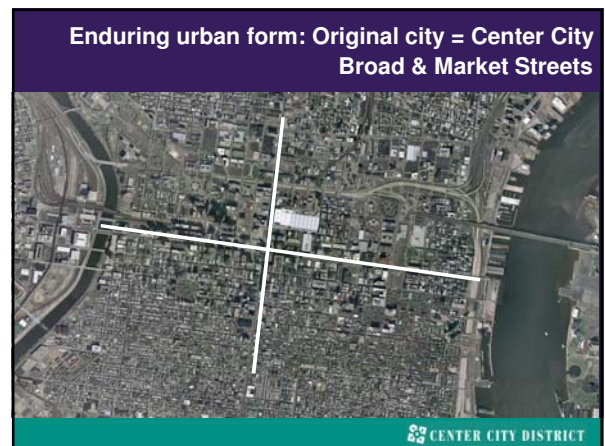 Enduring urban form: Original city = Center City
Broad & Market Streets
CENTER CITY DISTRICT